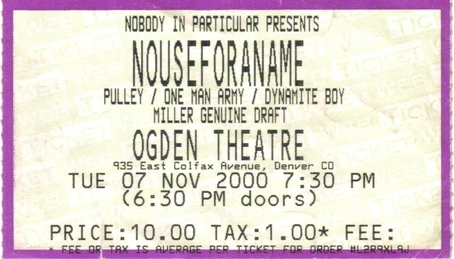 NOBODY IN PARTICULAR PRESENTS
NOUSEFORANAME
PULLEY / ONE MAN ARMY / DYNAMITE BOY
MILLER GENUINE DRAFT
OGDEN THEATRE
935 East Colfax Avenue, Denver CO
TUE 07 NOV 2000 7:30 PM
(6:30 PM doors)
PRICE:10.00 TAX:1.00* FEE:
* FEE OR TAX IS AVERAGE PER TICKET FOR ORDER #L2RAXL9J